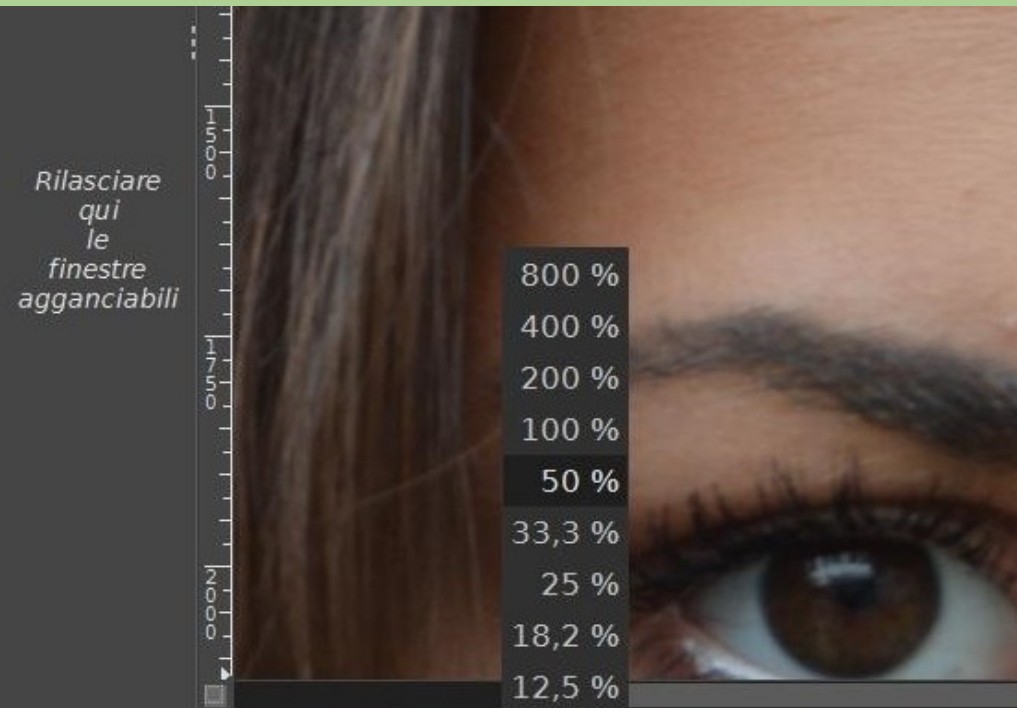 Rilasciare
qui
le
finestre
agganciabili
1500
1750
2000
800 %
400 %
200 %
100 %
50 %
33,3 %
25 %
18,2 %
12,5 %